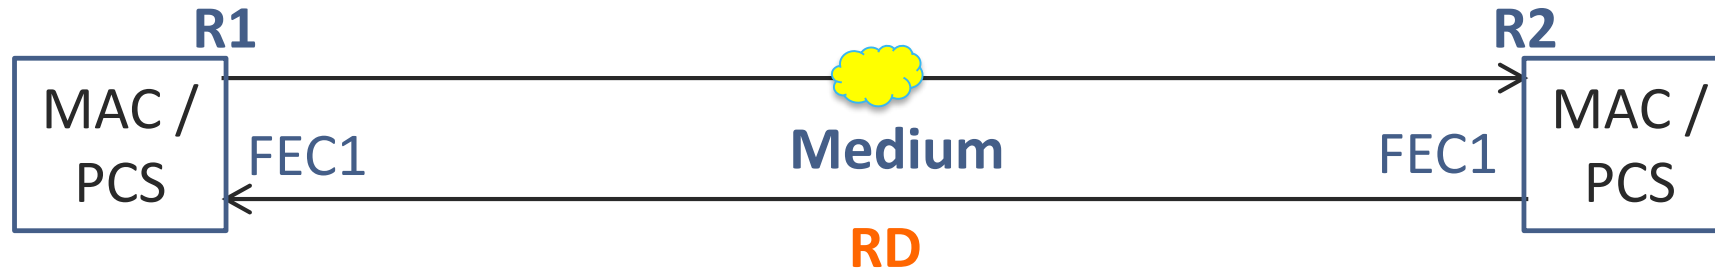 R1
R2
MAC /
PCS
FEC1
Medium
FEC1
MAC /
PCS
RD